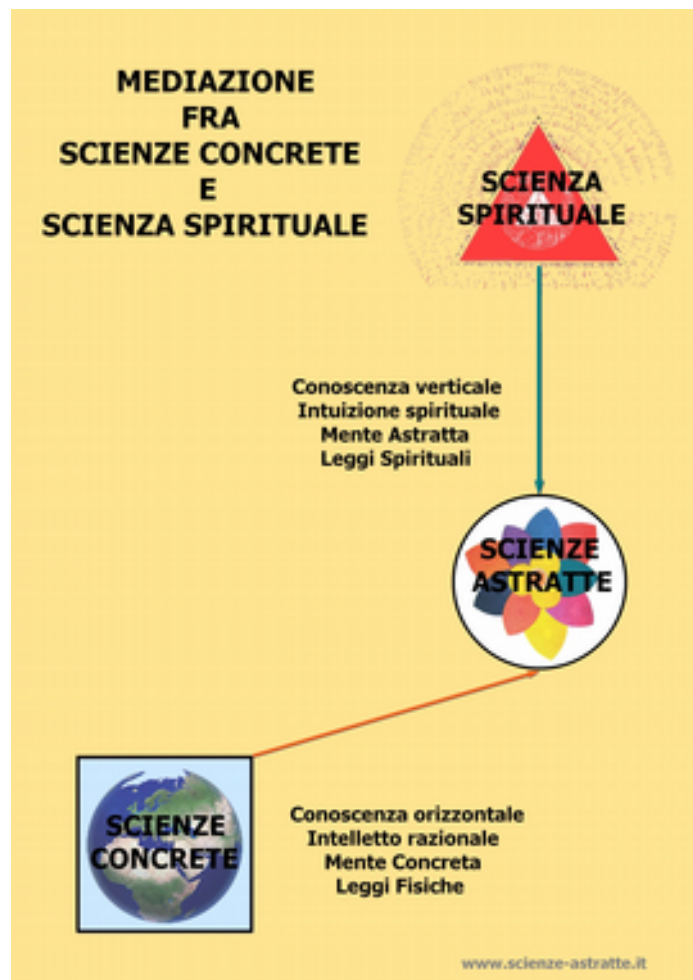 MEDIAZIONE
FRA
SCIENZE CONCRETE
E
SCIENZA SPIRITUALE
SCIENZA
SPIRITUALE
Conoscenza verticale
Intuizione spirituale
Mente Astratta
Leggi Spirituali
SCIENZE
ASTRATTE
SCIENZE
CONCRETE
Conoscenza orizzontale
Intelletto razionale
Mente Concreta
Leggi Fisiche
www.scienze-astratte.it